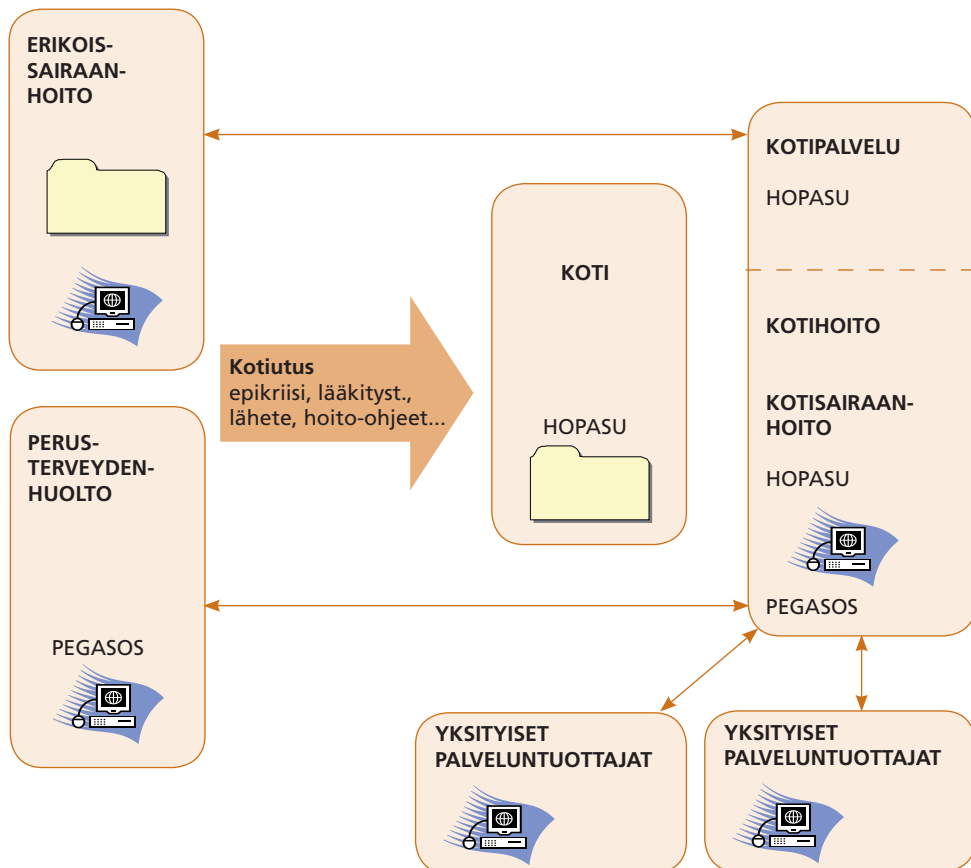 ERIKOIS-
SAIRAAN-
HOITO
KOTIPALVELU
HOPASU
KOTI
KOTIHOITO
Kotiutus
epikriisi, lääkityst.,
lähete, hoito-ohjeet...
KOTISAIRAAN-
HOITO
HOPASU
HOPASU
PERUS-
TERVEYDEN-
HUOLTO
PEGASOS
PEGASOS
YKSITYISET
PALVELUNTUOTTAJAT
YKSITYISET
PALVELUNTUOTTAJAT